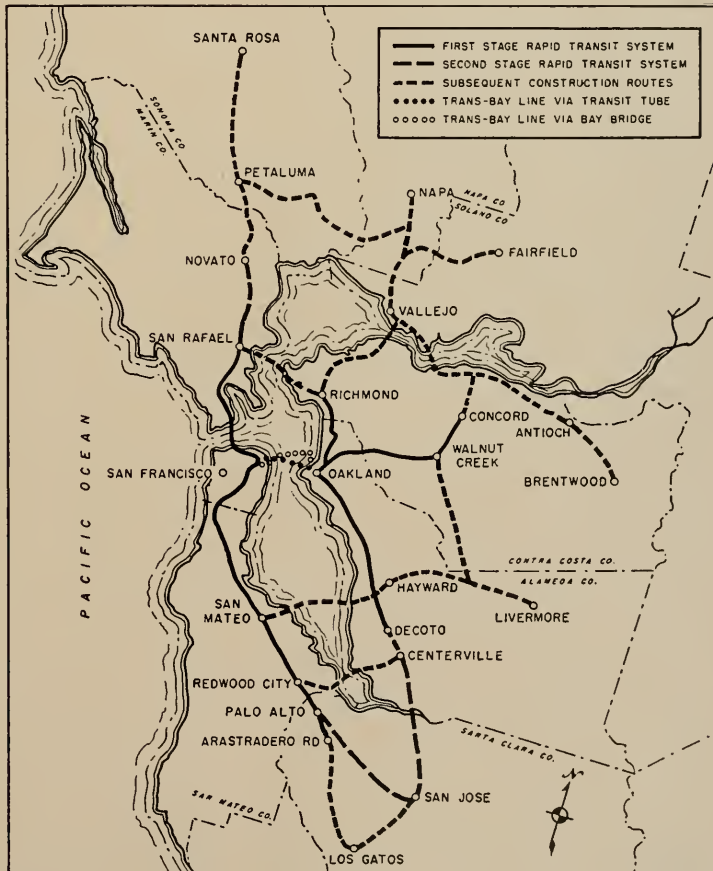 SANTA ROSA
FIRST STAGE RAPID TRANSIT SYSTEM
SECOND STAGE RAPID TRANSIT SYSTEM
SUBSEQUENT CONSTRUCTION ROUTES
TRANS-BAY LINE VIA TRANSIT TUBE
TRANS-BAY LINE VIA BAY BRIDGE
SONOMA CO.
MARIN CO.
PETALUMA
NAPA
NAPA CO
SOLANO CO
NOVATO
FAIRFIELD
VALLEJO
SAN RAFAEL
RICHMOND
CONCORD
ANTIOCH
WALNUT
CREEK
SAN FRANCISCO
OAKLAND
BRENTWOOD
PACIFIC OCEAN
CONTRA COSTA CO.
ALAMEDA CO.
HAYWARD
LIVERMORE
SAN
MATEO
DECOTO
CENTERVILLE
REDWOOD CITY
PALO ALTO
ARASTRADERO RD
SANTA CLARA CO.
SAN JOSE
SAN MATEO CO.
N
LOS GATOS